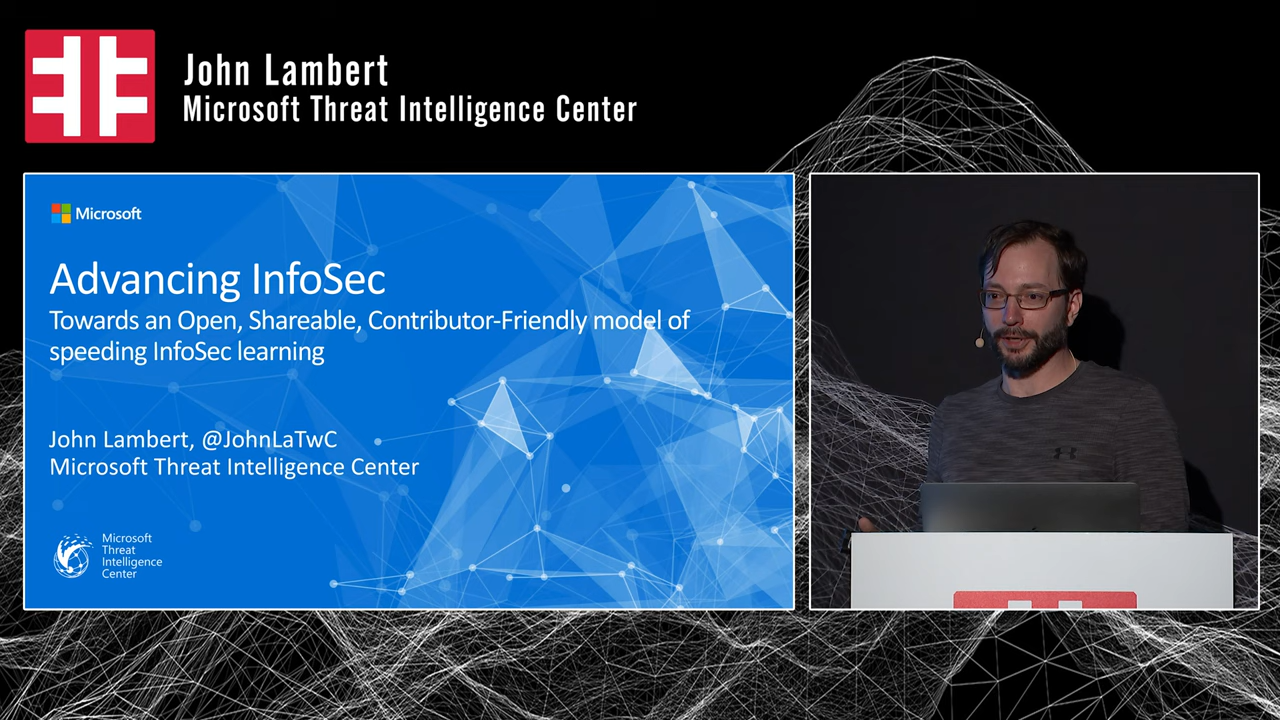 John Lambert
Microsoft Threat Intelligence Center
Microsoft
Advancing InfoSec
Towards an Open, Shareable, Contributor-Friendly model of
speeding InfoSec learning
John Lambert, @JohnLaTwC
Microsoft Threat Intelligence Center
Microsoft
Threat
Intelligence
Center